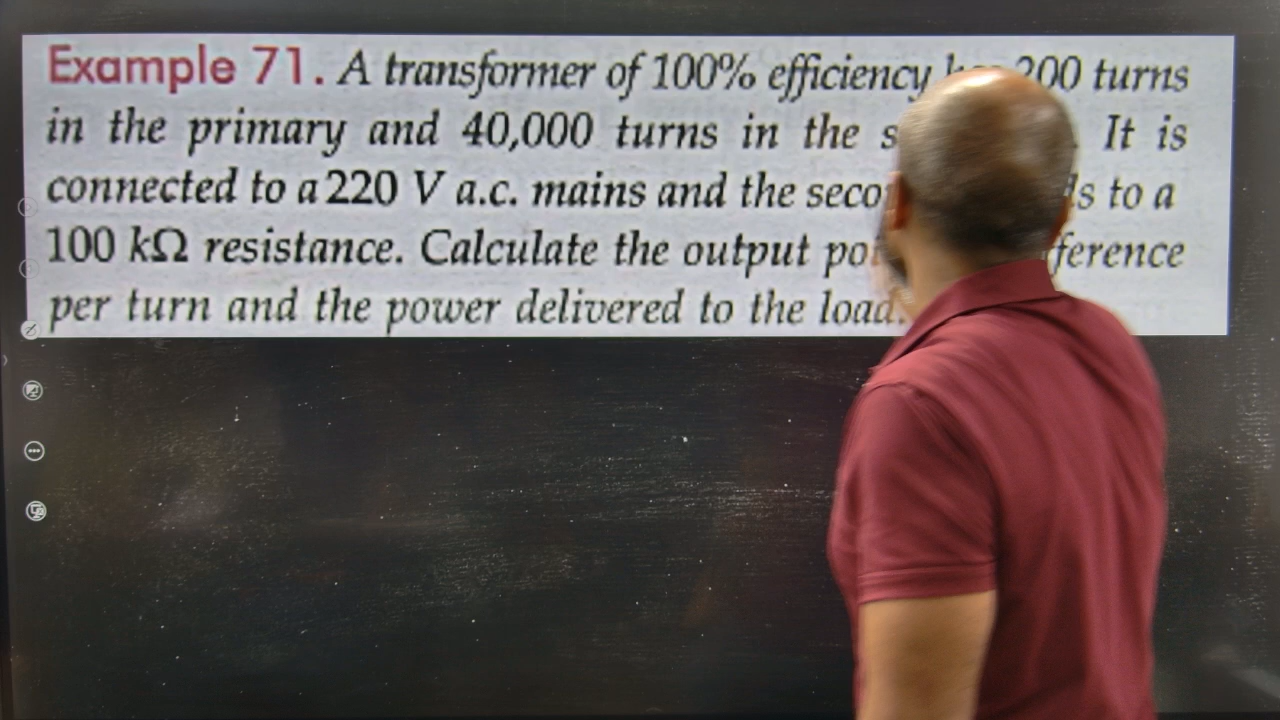 Example 71. A transformer of 100% efficiency 200 turns
in the primary and 40,000 turns in the It is
connected to a 220 V a.c. mains and the to a
100 kΩ resistance. Calculate the output
per turn and the power delivered to the load.